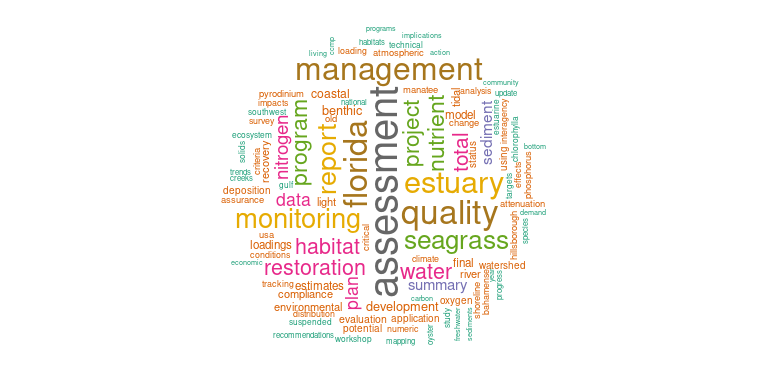 programs
implications
living
ccmp
habitats
technical
loading
atmospheric
action
management
community
pyrodinium
coastal
manatee
tidal
analysis
update
impacts
national
assessment
southwest
benthic
old
project
nutrient
model
sediment
estuarine
using
interagency
survey
nitrogen
program
report
florida
change
total
status
chlorophylla
ecosystem
solids
criteria
recovery
bottom
trends
creeks
gulf
estuary
targets
effects
phosphorus
deposition
assurance
data
light
quality
attenuation
monitoring
demand
usa
critical
seagrass
hillsborough
species
loadings
habitat
conditions
climate
final
watershed
economic
restoration
water
river
year
tracking
estimates
plan
summary
shoreline
bahamense
progress
compliance
carbon
environmental
development
oxygen
distribution
suspended
evaluation
application
study
freshwater
sediments
potential
numeric
oyster
recommendations
workshop
mapping